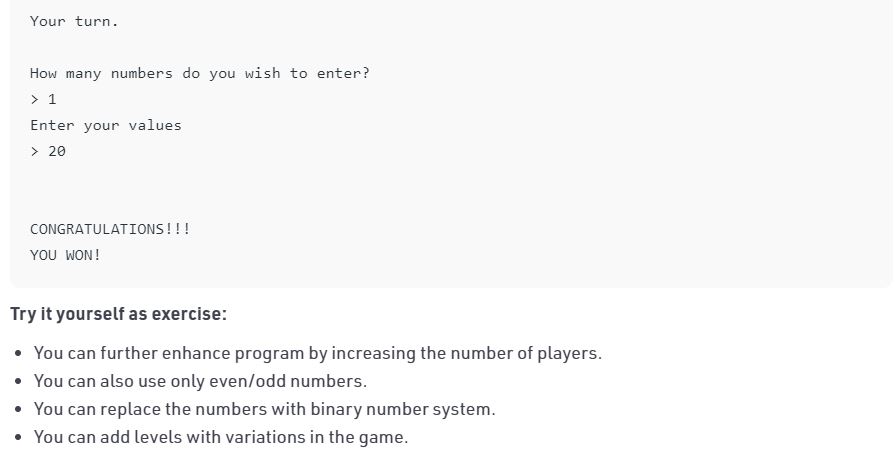 Your turn.
How many numbers do you wish to enter?
> 1
Enter your values
> 20
CONGRATULATIONS!!!
YOU WON!
Try it yourself as exercise:
• You can further enhance program by increasing the number of players.
• You can also use only even/odd numbers.
• You can replace the numbers with binary number system.
• You can add levels with variations in the game.